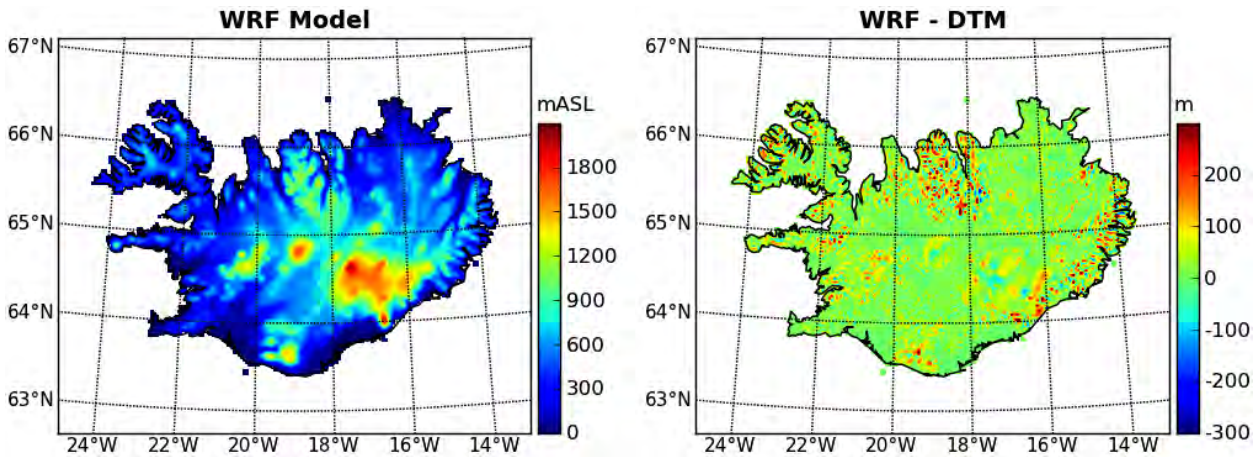 WRF Model
67°N
66°N
65°N
64°N
63°N
24°W 22°W 20°W 18°W 16°W 14°W
mASL
1800
1500
1200
900
600
300
0
WRF - DTM
67°N
66°N
65°N
64°N
63°N
24°W 22°W 20°W 18°W 16°W 14°W
m
200
100
0
-100
-200
-300